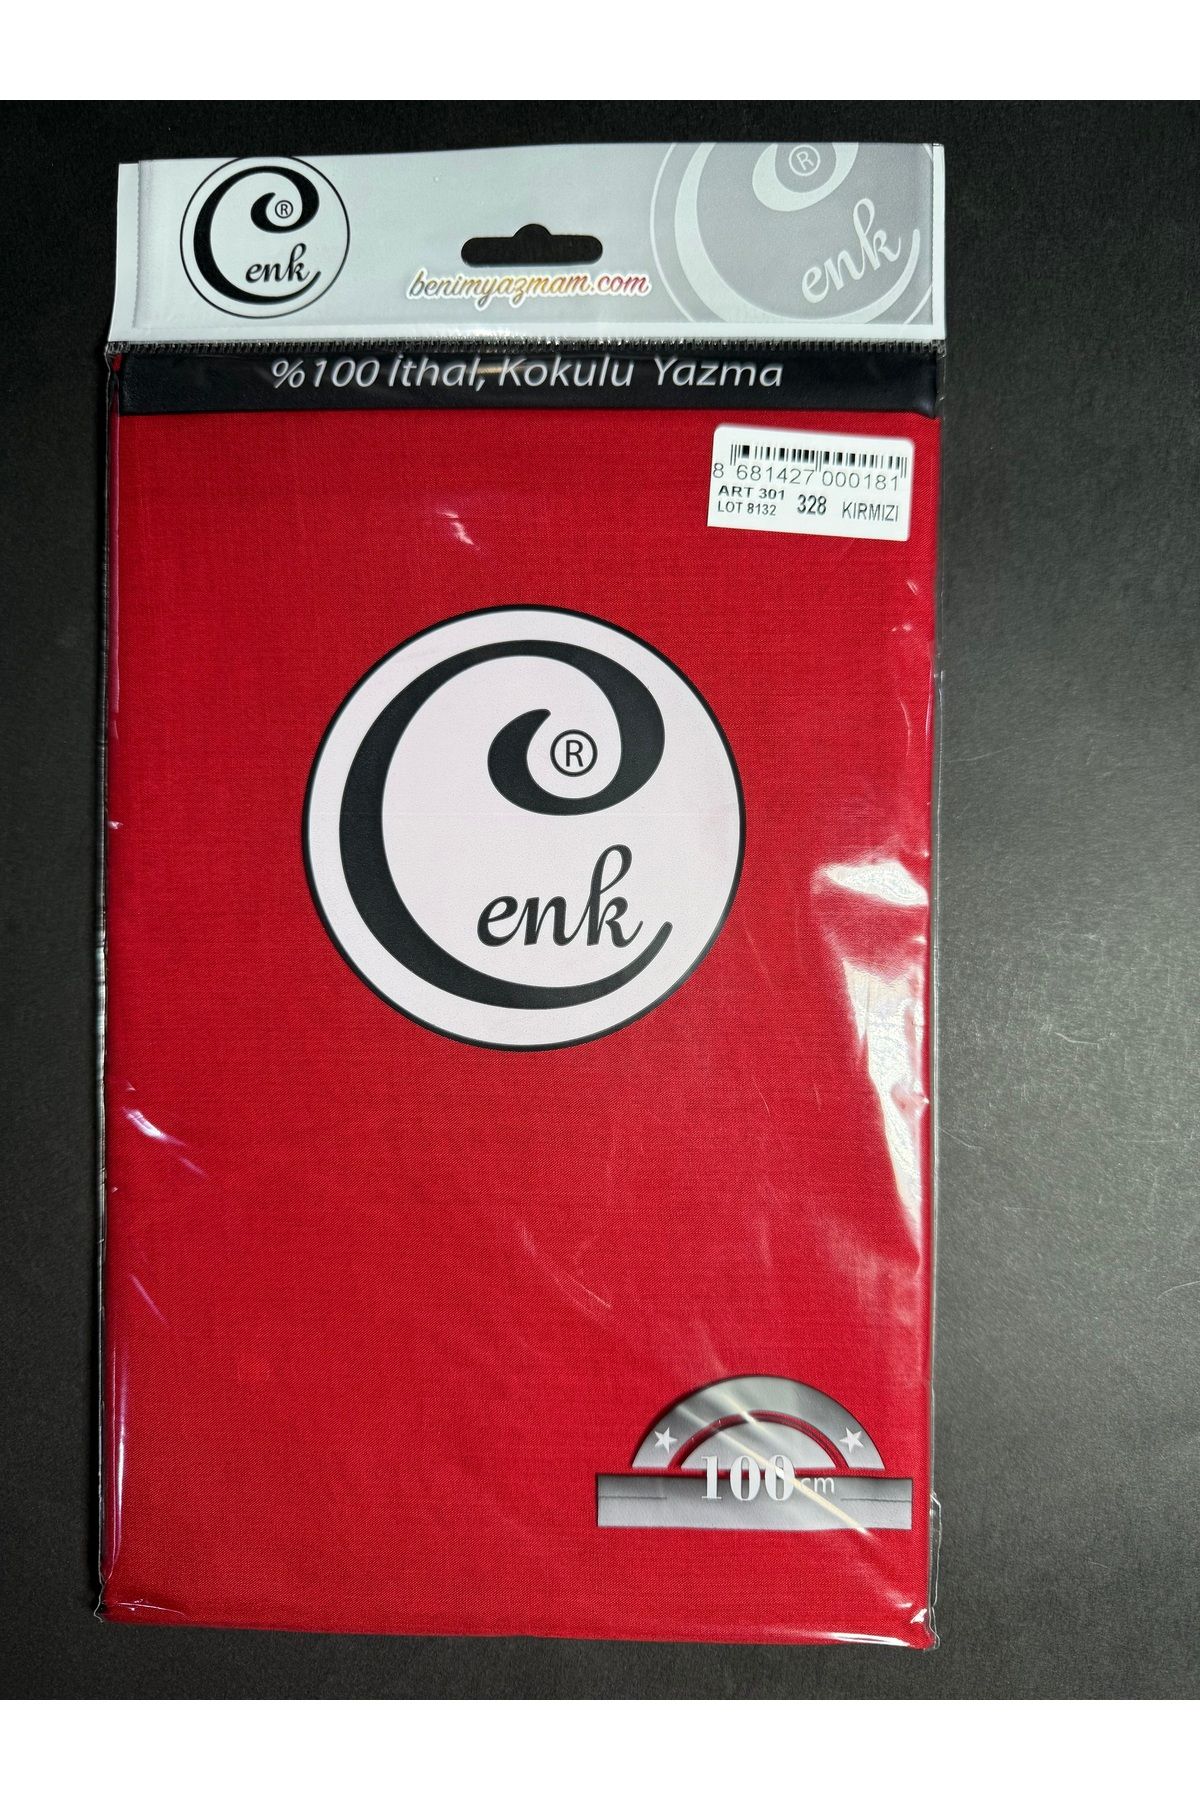 Cenk ®
® enk
benimyazmam.com
%100 İthal, Kokulu Yazma
8 681427 000181
ART 301
LOT 8132 328 KIRMIZI
Cenk ®
100 cm